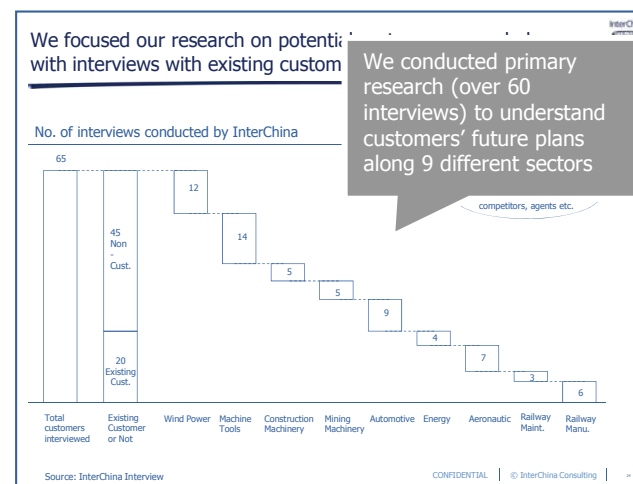 InterCh
We focused our research on potential
with interviews with existing custom
We conducted primary
research (over 60
interviews) to understand
customers’ future plans
along 9 different sectors
No. of interviews conducted by InterChina
competitors, agents etc.
65
12
45
Non
-
Cust.
14
5
5
9
20
Existing
Cust.
4
7
3
6
Total
customers
interviewed
Existing
Customer
or Not
Wind Power
Machine
Tools
Construction
Machinery
Mining
Machinery
Automotive
Energy
Aeronautic
Railway
Maint.
Railway
Manu.
Source: InterChina Interview
CONFIDENTIAL
© InterChina Consulting